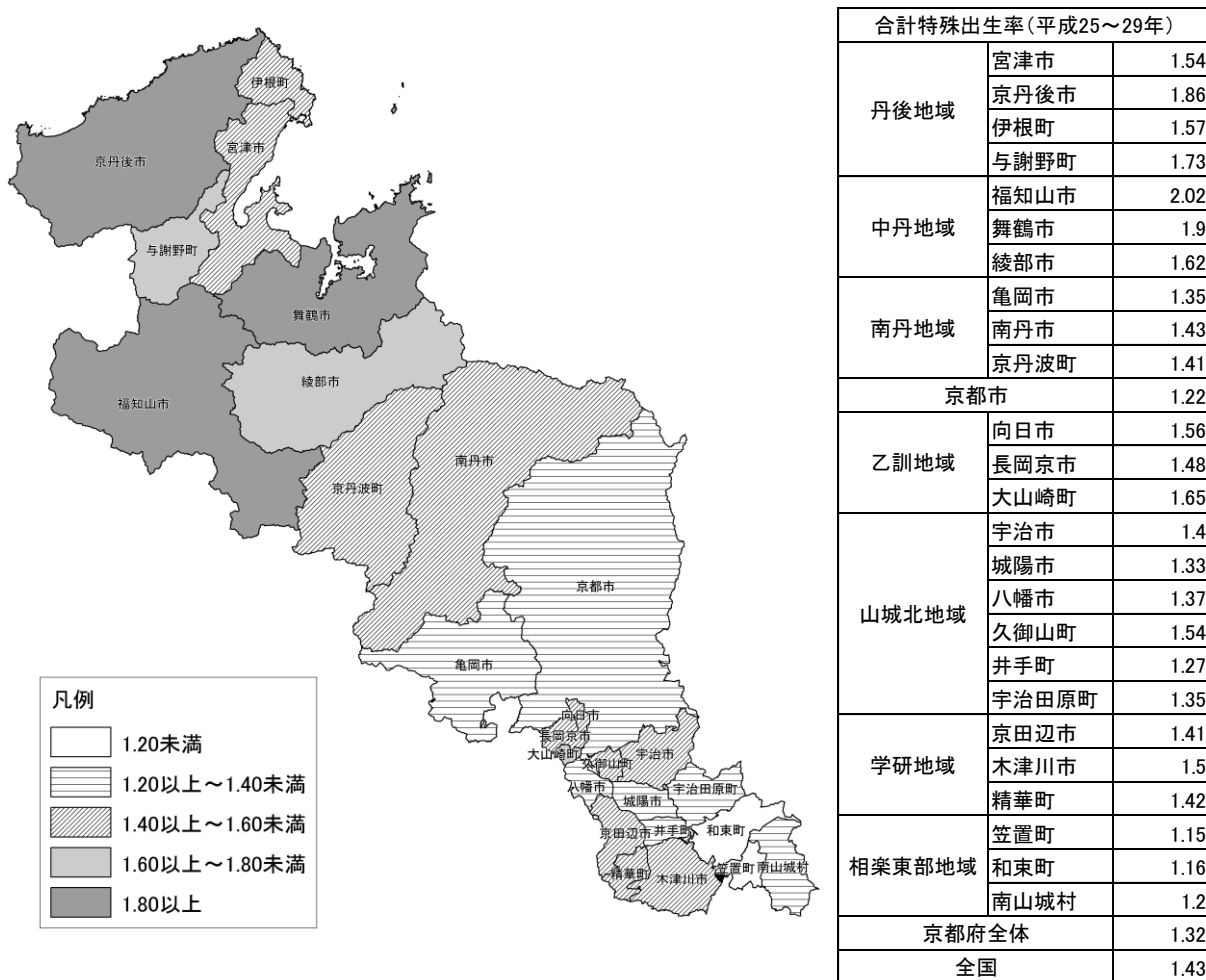 伊根町
宮津市
京丹後市
与謝野町
舞鶴市
綾部市
福知山市
南丹市
京丹波町
京都市
亀岡市
向日市
長岡京市
大山崎町
宇治市
久御山町
八幡市
城陽市
宇治田原町
京田辺市
井手町
和束町
精華町
木津川市
笠置町
南山城村
凡例
1.20未満
1.20以上~1.40未満
1.40以上~1.60未満
1.60以上~1.80未満
1.80以上
合計特殊出生率(平成25~29年)
丹後地域
宮津市 1.54
京丹後市 1.86
伊根町 1.57
与謝野町 1.73
中丹地域
福知山市 2.02
舞鶴市 1.9
綾部市 1.62
南丹地域
亀岡市 1.35
南丹市 1.43
京丹波町 1.41
京都市 1.22
乙訓地域
向日市 1.56
長岡京市 1.48
大山崎町 1.65
山城北地域
宇治市 1.4
城陽市 1.33
八幡市 1.37
久御山町 1.54
井手町 1.27
宇治田原町 1.35
学研地域
京田辺市 1.41
木津川市 1.5
精華町 1.42
相楽東部地域
笠置町 1.15
和束町 1.16
南山城村 1.2
京都府全体 1.32
全国 1.43